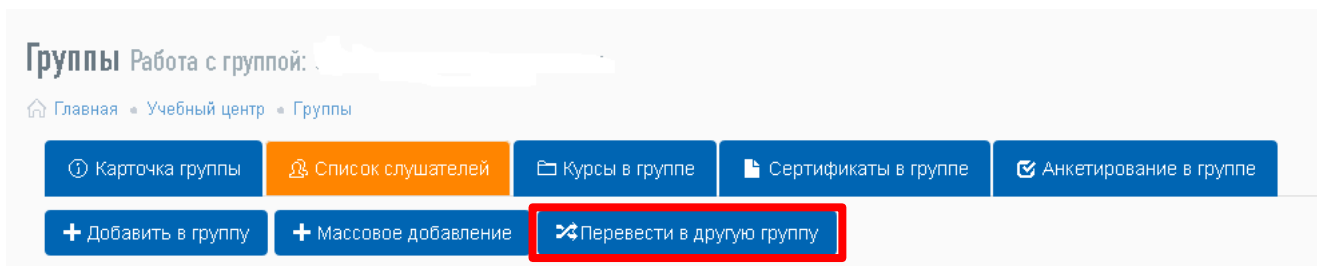 Группы Работа с группой:
Главная Учебный центр Группы
Карточка группы Список слушателей Курсы в группе Сертификаты в группе Анкетирование в группе
Добавить в группу Массовое добавление Перевести в другую группу